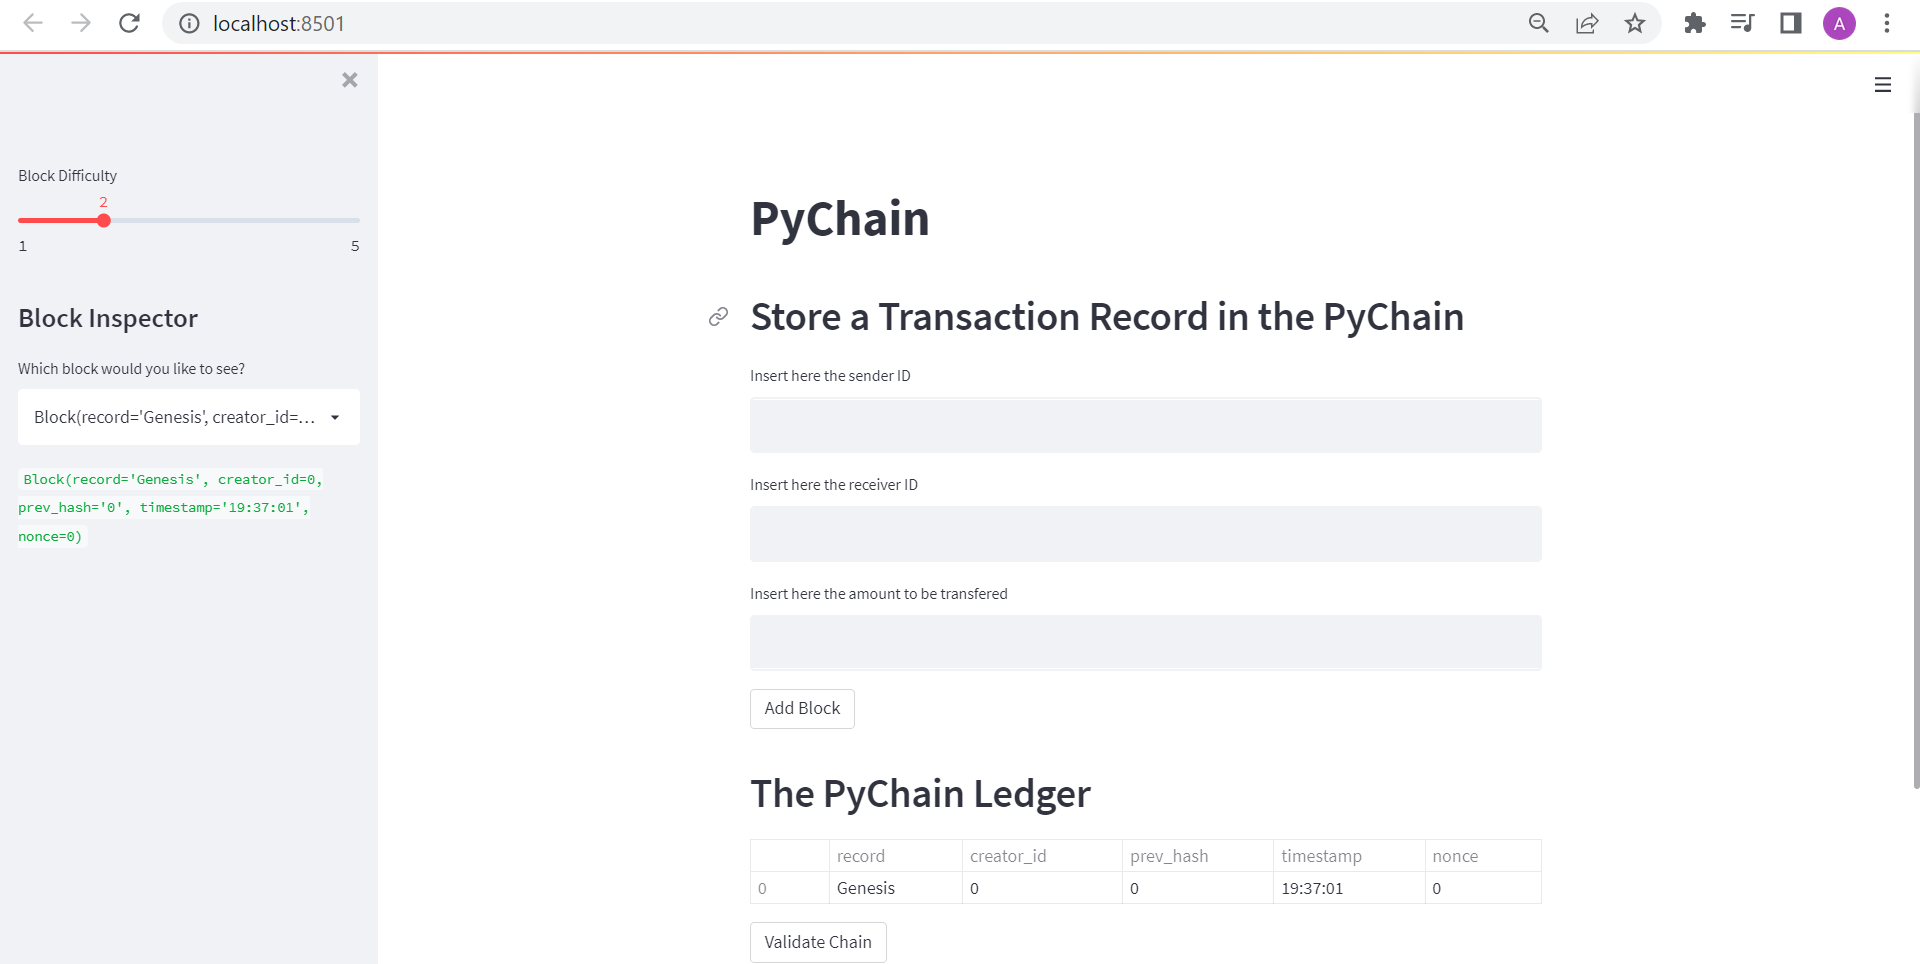 localhost:8501
A
Block Difficulty
2
1 5
Block Inspector
Which block would you like to see?
Block(record='Genesis', creator_id=...
Block(record='Genesis', creator_id=0,
prev_hash='0', timestamp='19:37:01',
nonce=0)
PyChain
Store a Transaction Record in the PyChain
Insert here the sender ID
Insert here the receiver ID
Insert here the amount to be transfered
Add Block
The PyChain Ledger
record creator_id prev_hash timestamp nonce
0 Genesis 0 0 19:37:01 0
Validate Chain